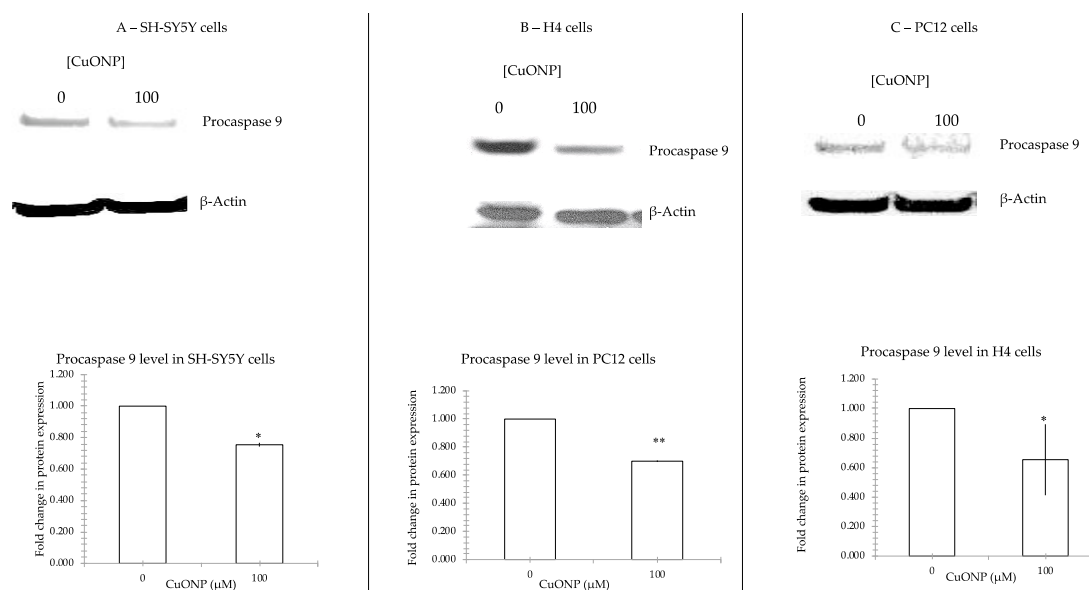 A – SH-SY5Y cells
[CuONP]
0 100
Procaspase 9
β-Actin
Procaspase 9 level in SH-SY5Y cells
Fold change in protein expression
1.200
1.000
0.800
0.600
0.400
0.200
0.000
*
0 100
CuONP (μM)
B – H4 cells
[CuONP]
0 100
Procaspase 9
β-Actin
Procaspase 9 level in PC12 cells
Fold change in protein expression
1.200
1.000
0.800
0.600
0.400
0.200
0.000
**
0 100
CuONP (μM)
C – PC12 cells
[CuONP]
0 100
Procaspase 9
β-Actin
Procaspase 9 level in H4 cells
Fold change in protein expression
1.200
1.000
0.800
0.600
0.400
0.200
0.000
*
0 100
CuONP (μM)